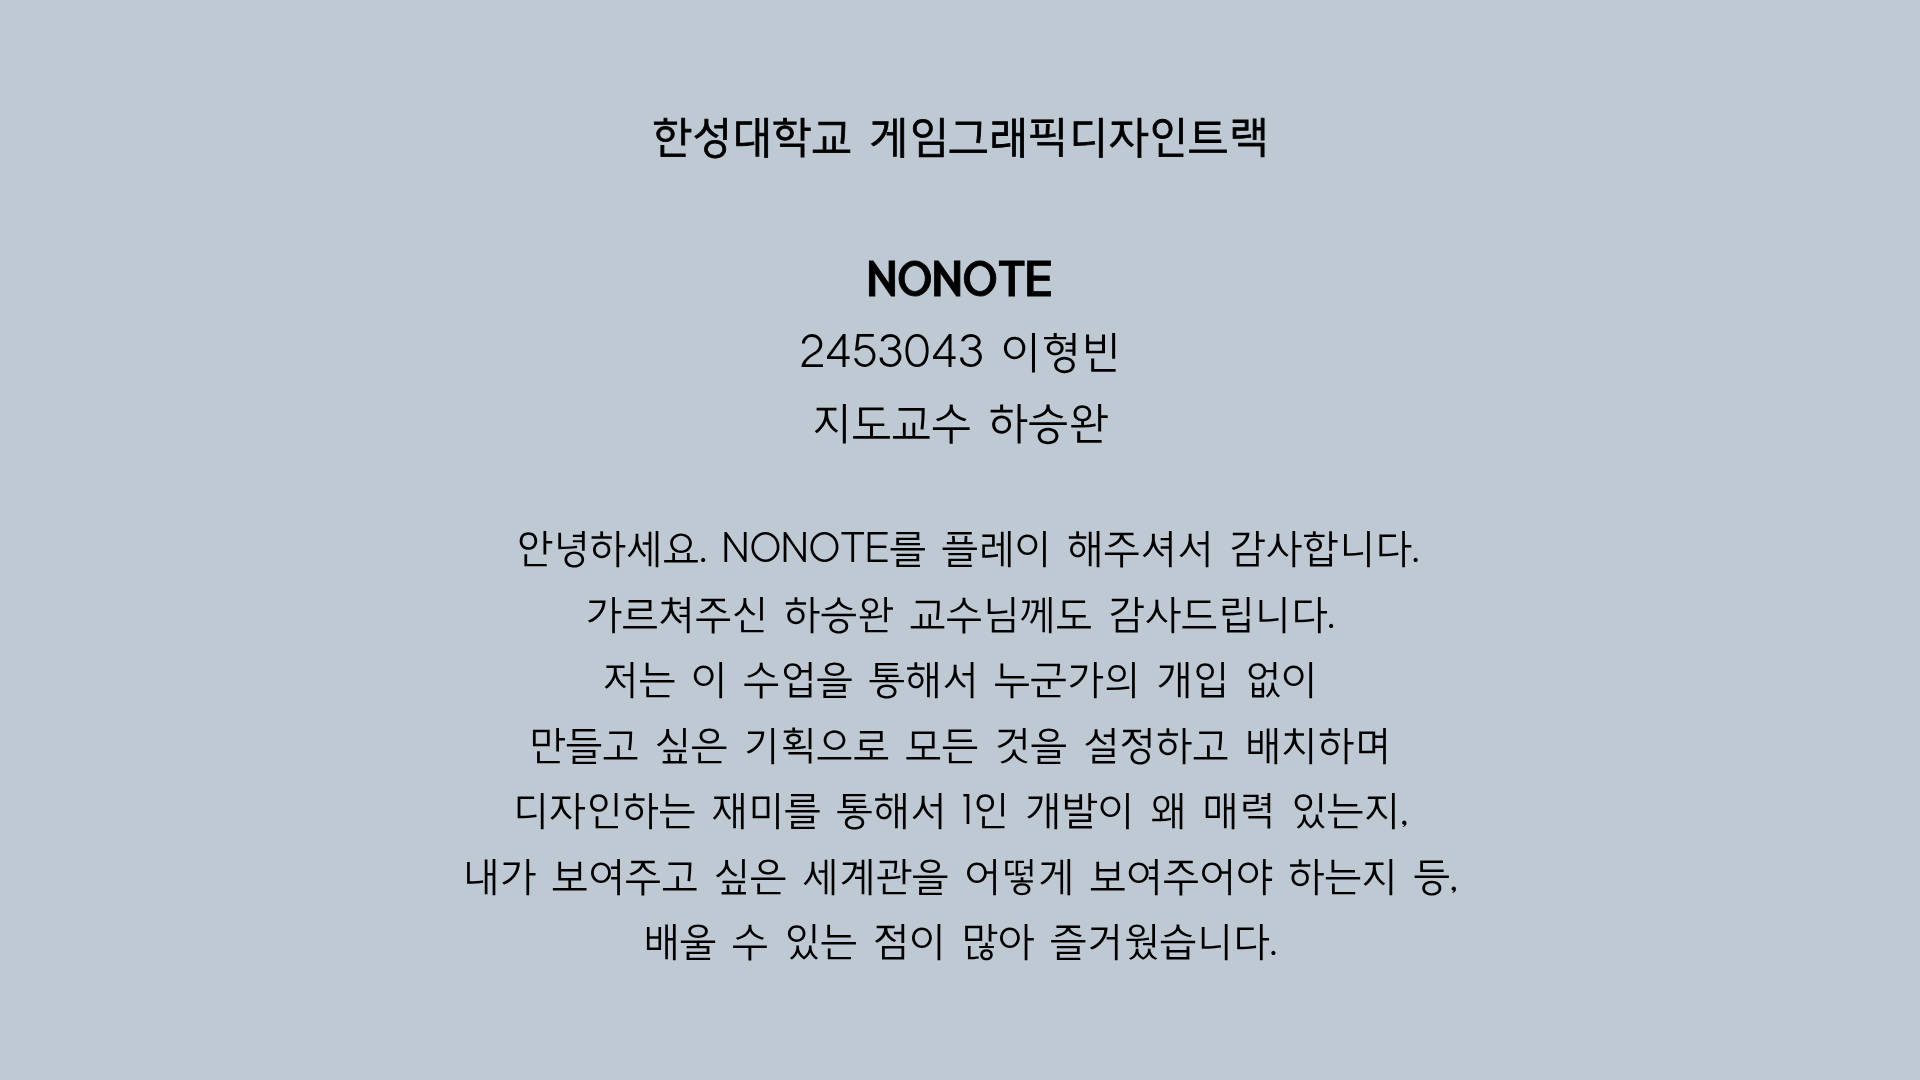 한성대학교 게임그래픽디자인트랙
NONOTE
2453043 이형빈
지도교수 하승완
안녕하세요. NONOTE를 플레이 해주셔서 감사합니다.
가르쳐주신 하승완 교수님께도 감사드립니다.
저는 이 수업을 통해서 누군가의 개입 없이
만들고 싶은 기획으로 모든 것을 설정하고 배치하며
디자인하는 재미를 통해서 1인 개발이 왜 매력 있는지,
내가 보여주고 싶은 세계관을 어떻게 보여주어야 하는지 등,
배울 수 있는 점이 많아 즐거웠습니다.